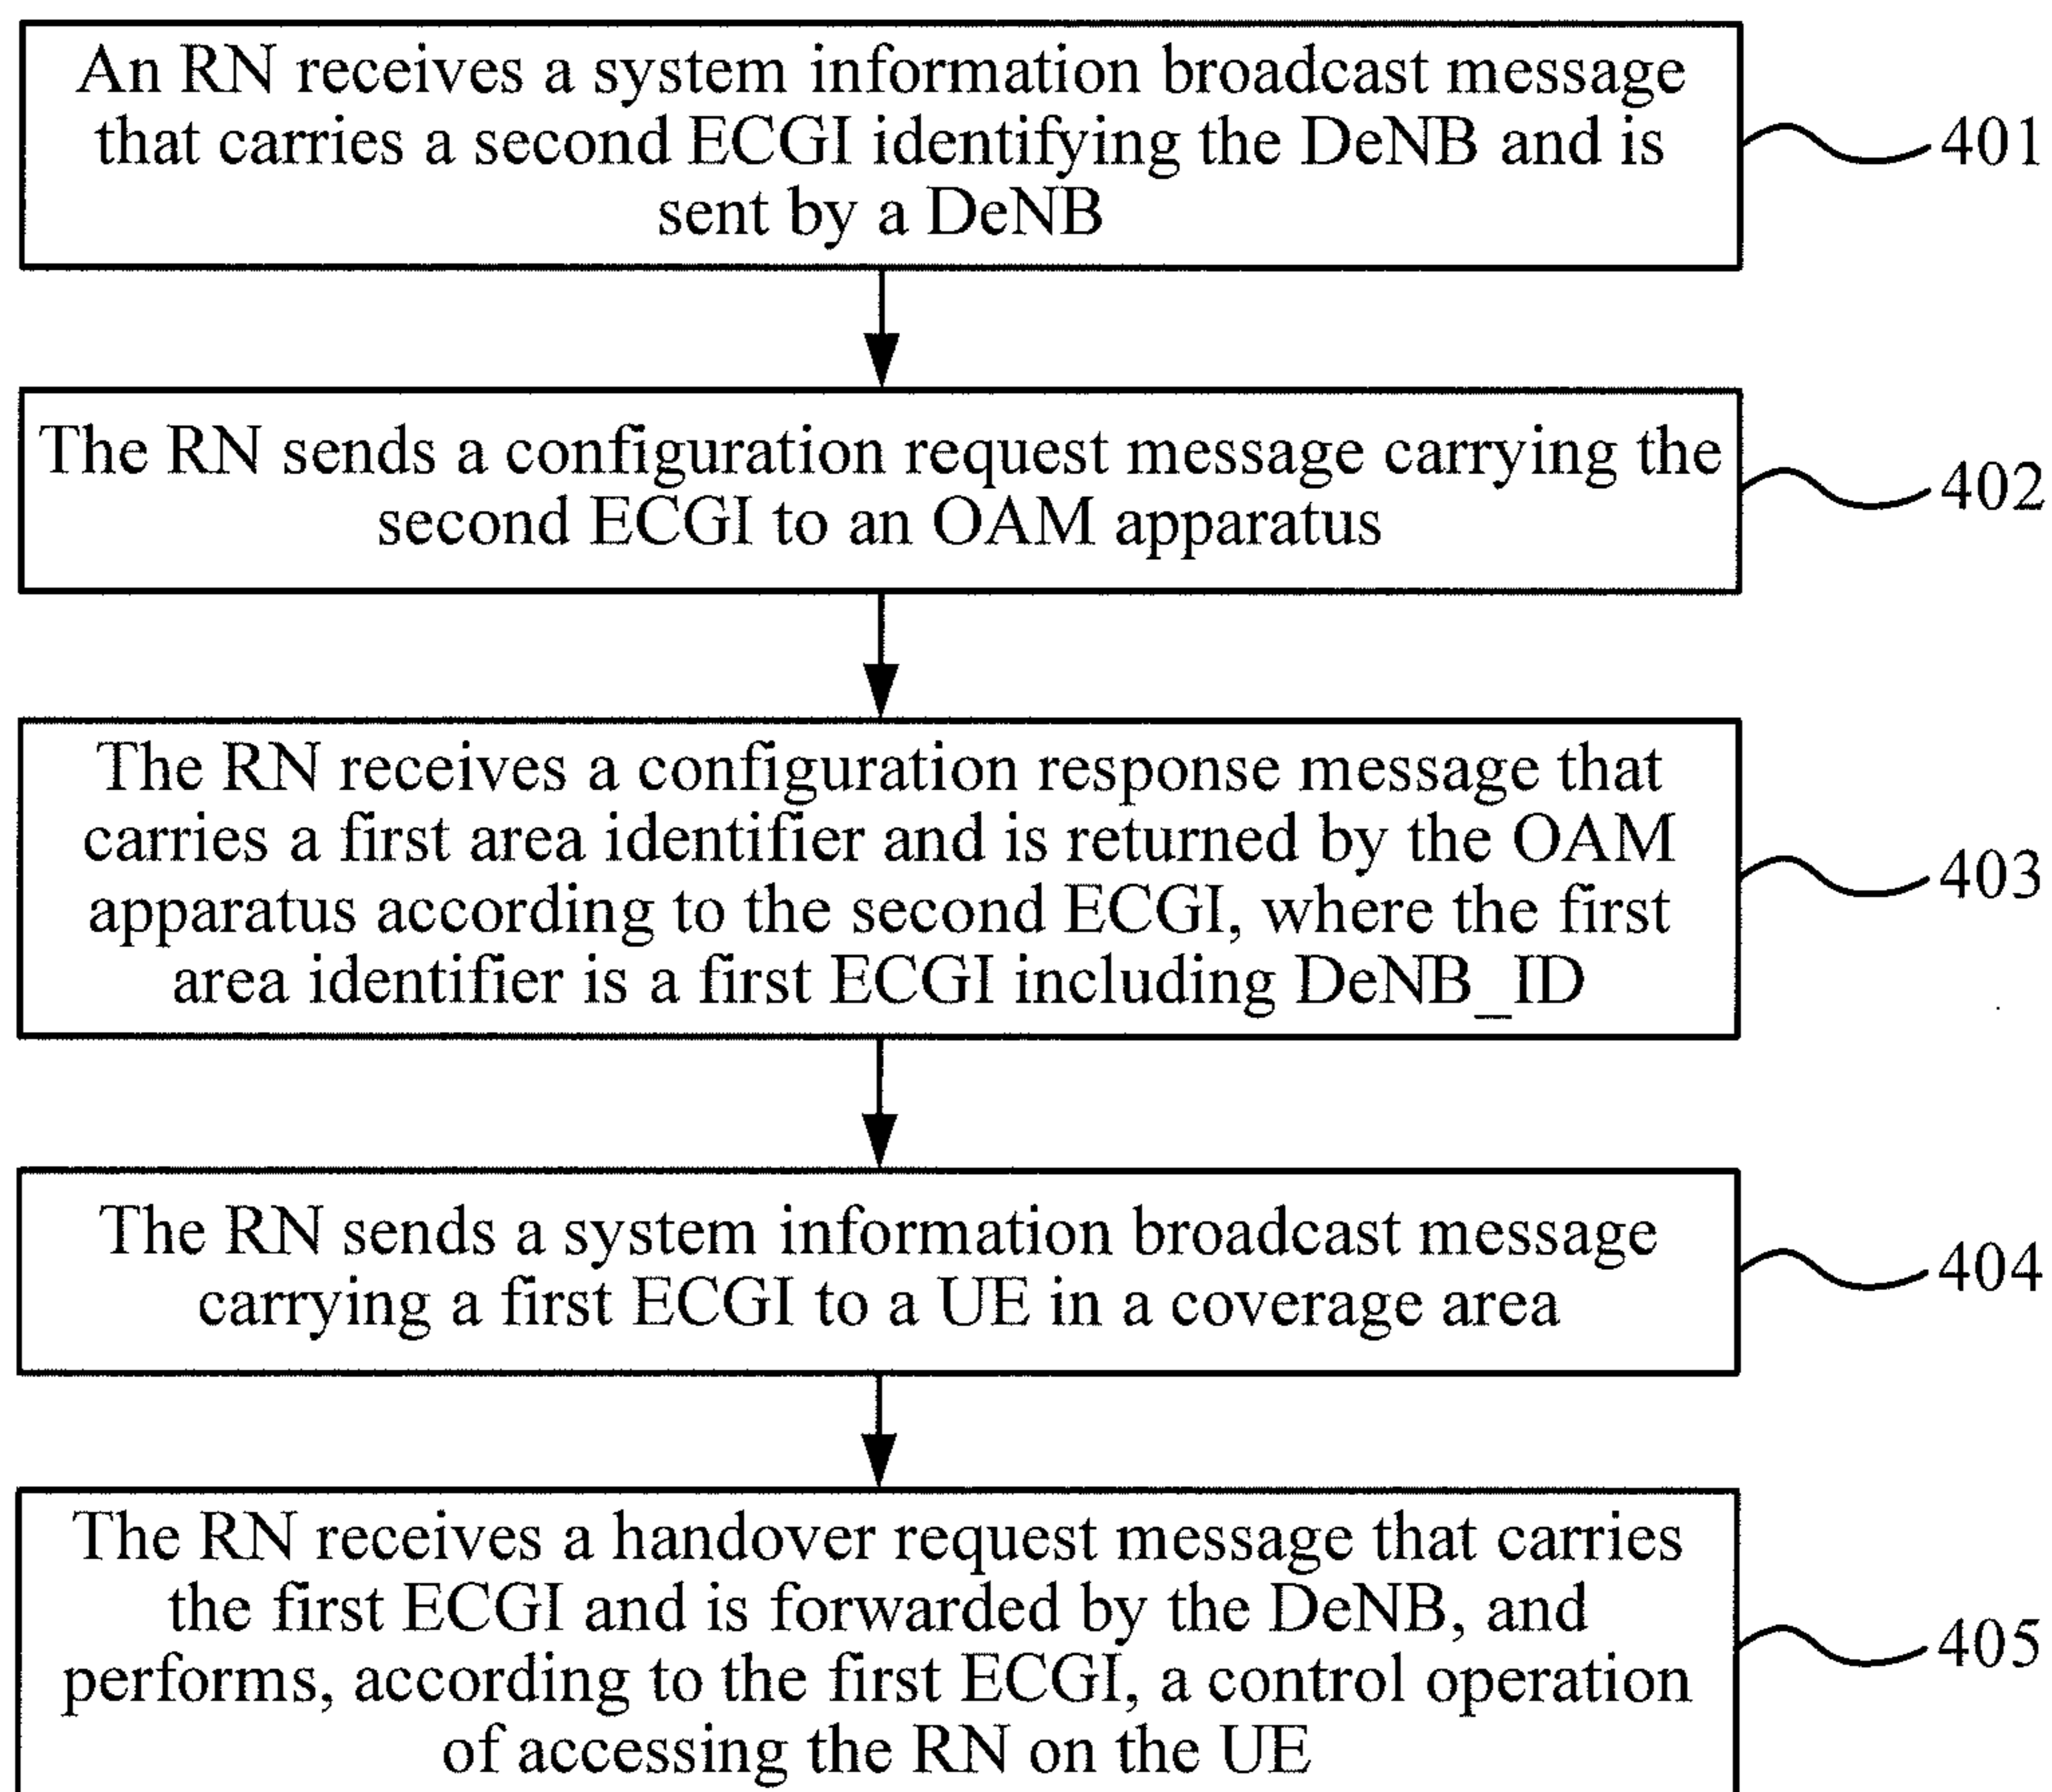 An RN receives a system information broadcast message
that carries a second ECGI identifying the DeNB and is
sent by a DeNB
401
The RN sends a configuration request message carrying the
second ECGI to an OAM apparatus
402
The RN receives a configuration response message that
carries a first area identifier and is returned by the OAM
apparatus according to the second ECGI, where the first
area identifier is a first ECGI including DeNB_ID
403
The RN sends a system information broadcast message
carrying a first ECGI to a UE in a coverage area
404
The RN receives a handover request message that carries
the first ECGI and is forwarded by the DeNB, and
performs, according to the first ECGI, a control operation
of accessing the RN on the UE
405